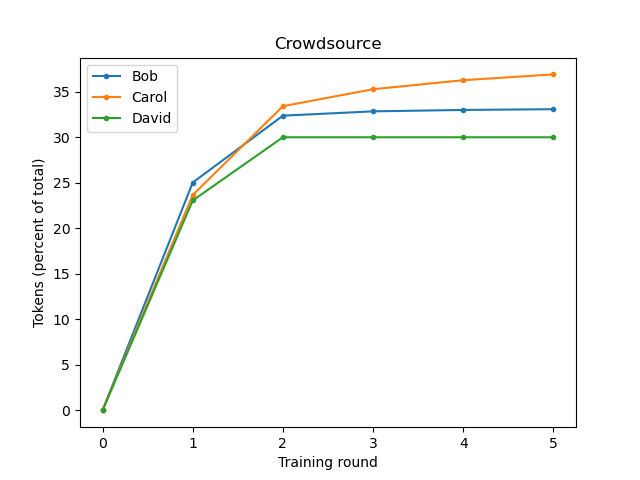 Crowdsource
Bob
Carol
David
Tokens (percent of total)
35
30
25
20
15
10
5
0
0 1 2 3 4 5
Training round